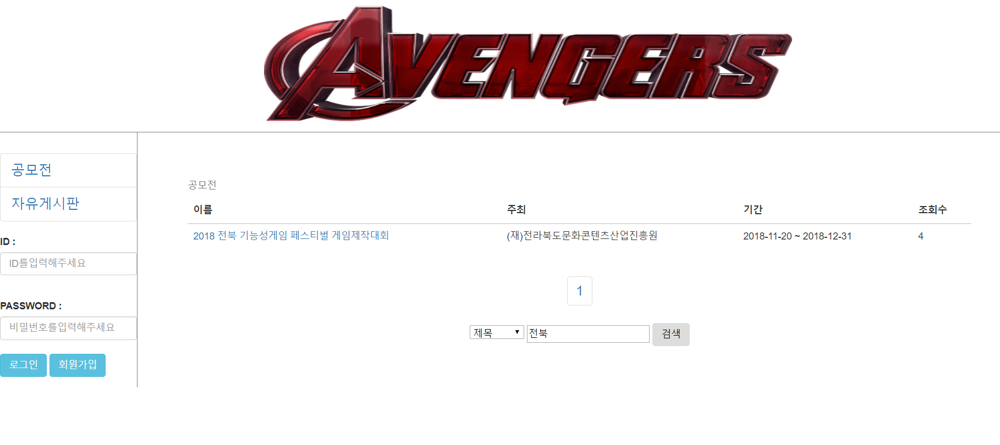 AVENGERS
공모전
자유게시판
ID :
ID를입력해주세요
PASSWORD :
비밀번호를입력해주세요
로그인 회원가입
공모전
이름 주최 기간 조회수
2018 전북 기능성게임 페스티벌 게임제작대회 (재)전라북도문화콘텐츠산업진흥원 2018-11-20 ~ 2018-12-31 4
1
제목 전북 검색